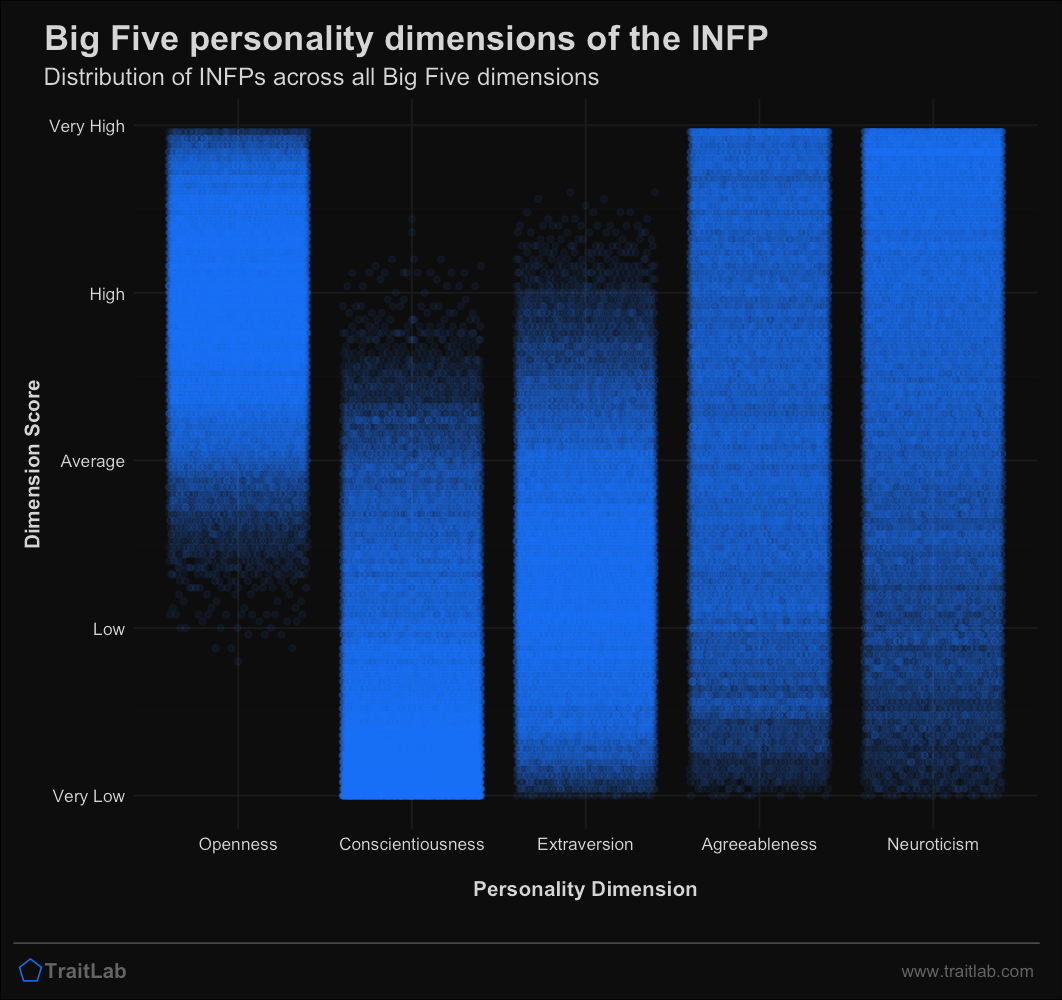 Big Five personality dimensions of the INFP
Distribution of INFPs across all Big Five dimensions
Dimension Score
Very High
High
Average
Low
Very Low
Openness Conscientiousness Extraversion Agreeableness Neuroticism
Personality Dimension
TraitLab www.traitlab.com